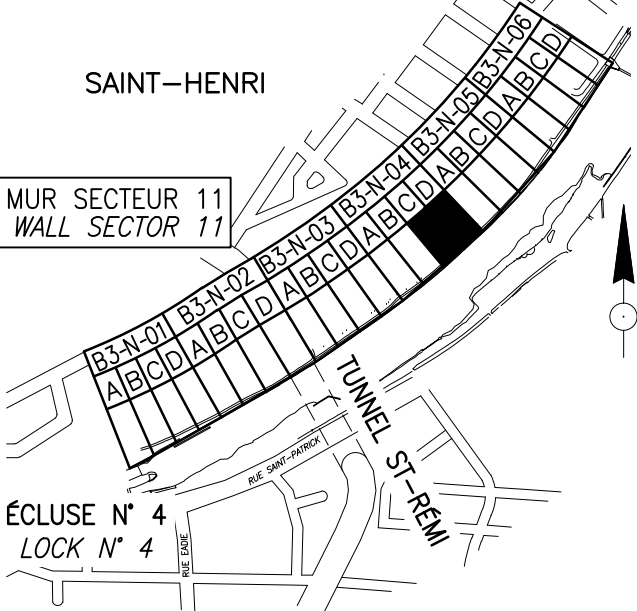 SAINT-HENRI
MUR SECTEUR 11
WALL SECTOR 11
B3-N-01
B3-N-02
B3-N-03
B3-N-04
B3-N-05
B3-N-06
A B C D A B C D A B C D A B C D A B C D A B C D
TUNNEL ST-RÉMI
RUE SAINT-PATRICK
RUE EADIE
ÉCLUSE N° 4
LOCK N° 4